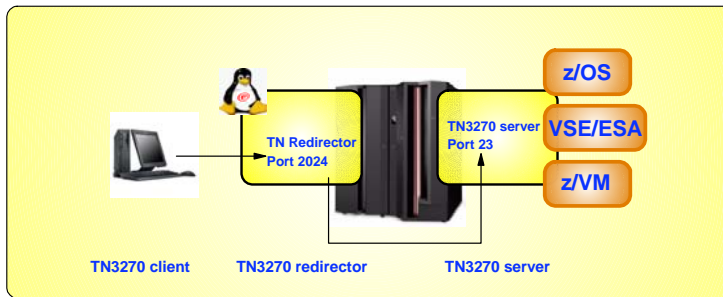 z/OS
TN Redirector
Port 2024
TN3270 server
Port 23
VSE/ESA
z/VM
TN3270 client
TN3270 redirector
TN3270 server